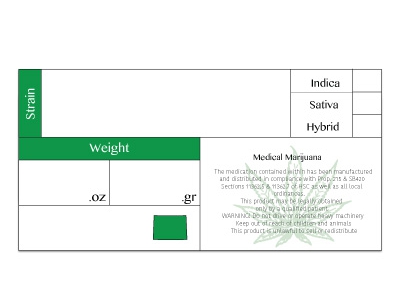 Strain
Indica
Sativa
Hybrid
Weight
.oz
.gr
Medical Marijuana
The medication contained within has been manufactured
and distributed in compliance with Prop. 215 & SB420
Sections 11362.5 & 11362.7 of HSC as well as all local
ordinances.
This product may be legally obtained
only by a qualified patient.
WARNING: Do not drive or operate heavy machinery
Keep out of reach of children and animals
This product is unlawful to sell or redistribute